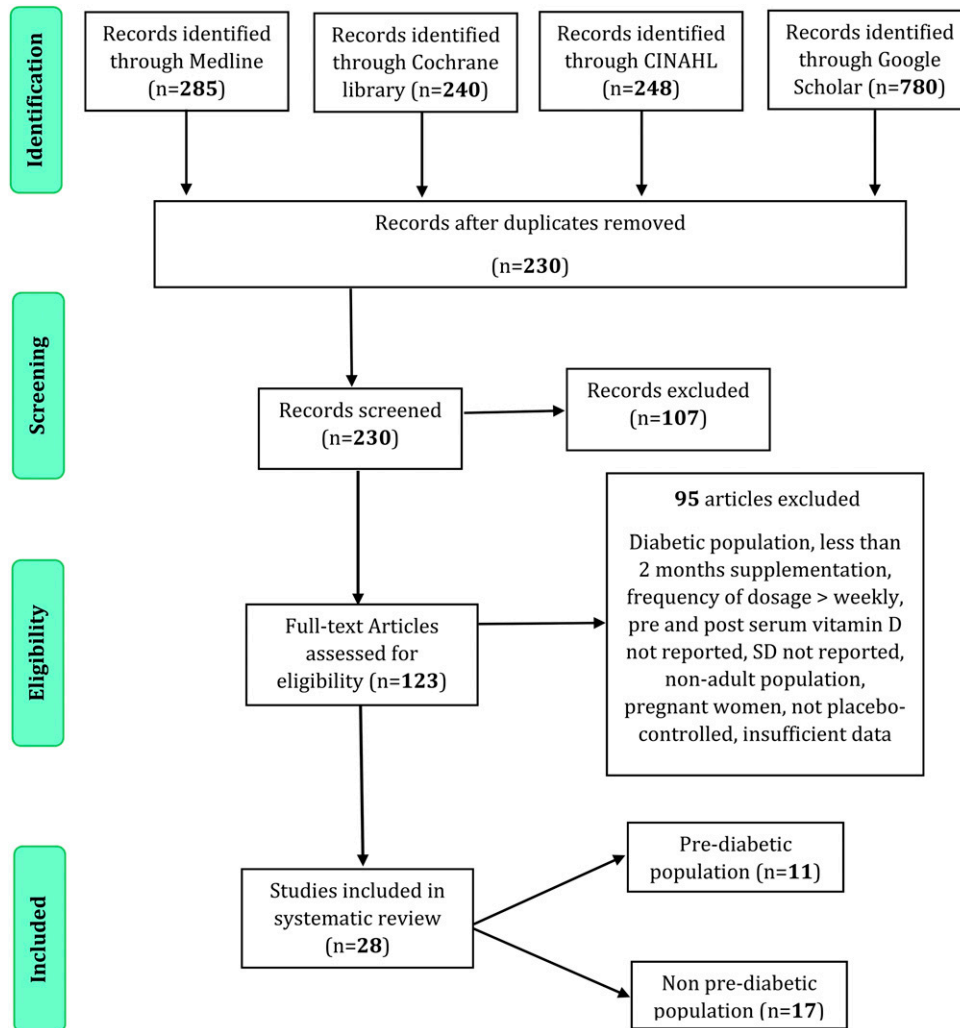 Identification
Records identified
through Medline
(n=285)
Records identified
through Cochrane
library (n=240)
Records identified
through CINAHL
(n=248)
Records identified
through Google
Scholar (n=780)
Records after duplicates removed
(n=230)
Screening
Records screened
(n=230)
Records excluded
(n=107)
Eligibility
Full-text Articles
assessed for
eligibility (n=123)
95 articles excluded
Diabetic population, less than
2 months supplementation,
frequency of dosage > weekly,
pre and post serum vitamin D
not reported, SD not reported,
non-adult population,
pregnant women, not placebo-
controlled, insufficient data
Included
Studies included in
systematic review
(n=28)
Pre-diabetic
population (n=11)
Non pre-diabetic
population (n=17)